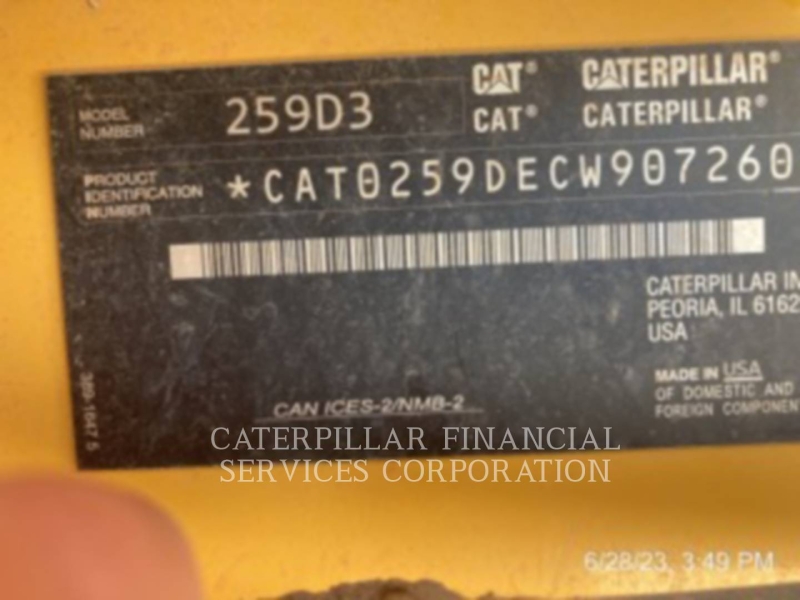 CAT® CATERPILLAR®
MODEL NUMBER 259D3 CAT® CATERPILLAR®
PRODUCT IDENTIFICATION NUMBER *CAT0259DECW907260
CATERPILLAR IN
PEORIA, IL 6162
USA
MADE IN USA
OF DOMESTIC AND
FOREIGN COMPONEN
CAN ICES-2/NMB-2
CATERPILLAR FINANCIAL
SERVICES CORPORATION
6/28/23, 3:49 PM